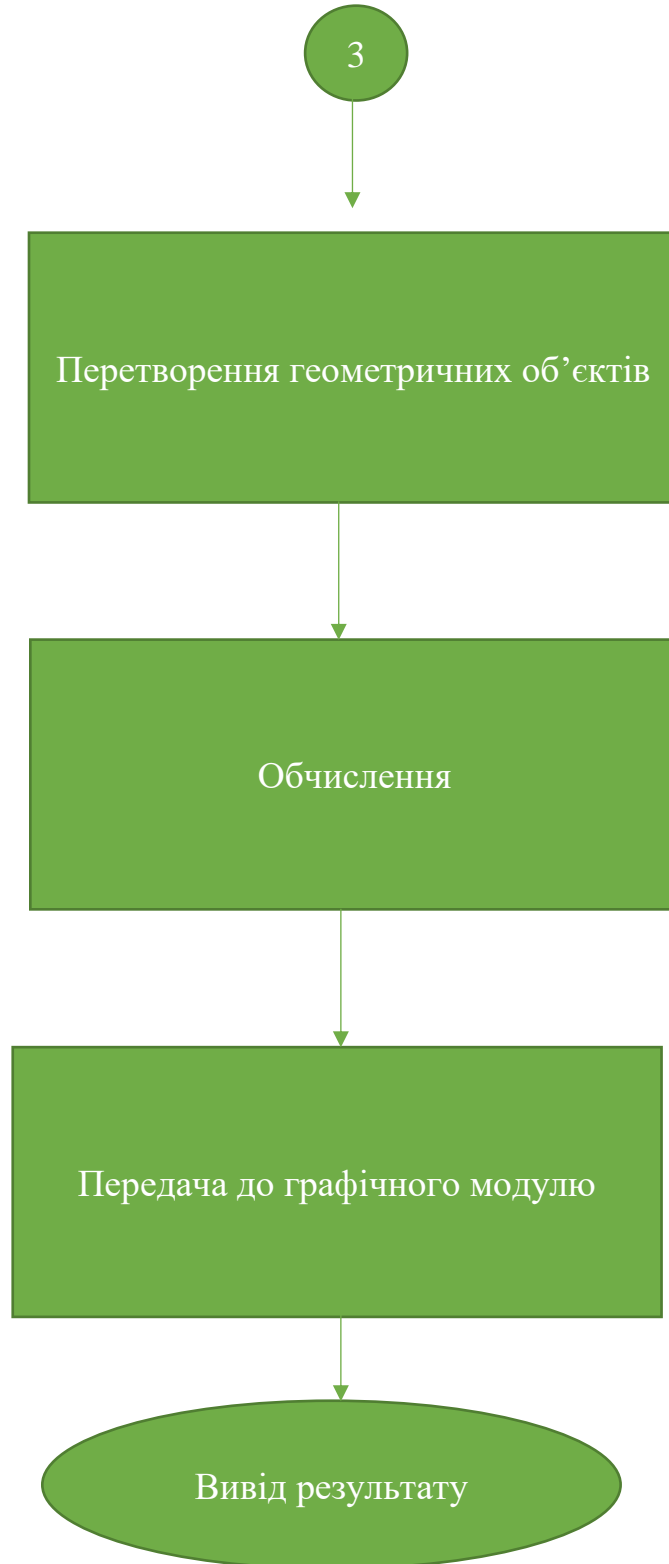 3
Перетворення геометричних об’єктів
Обчислення
Передача до графічного модулю
Вивід результату